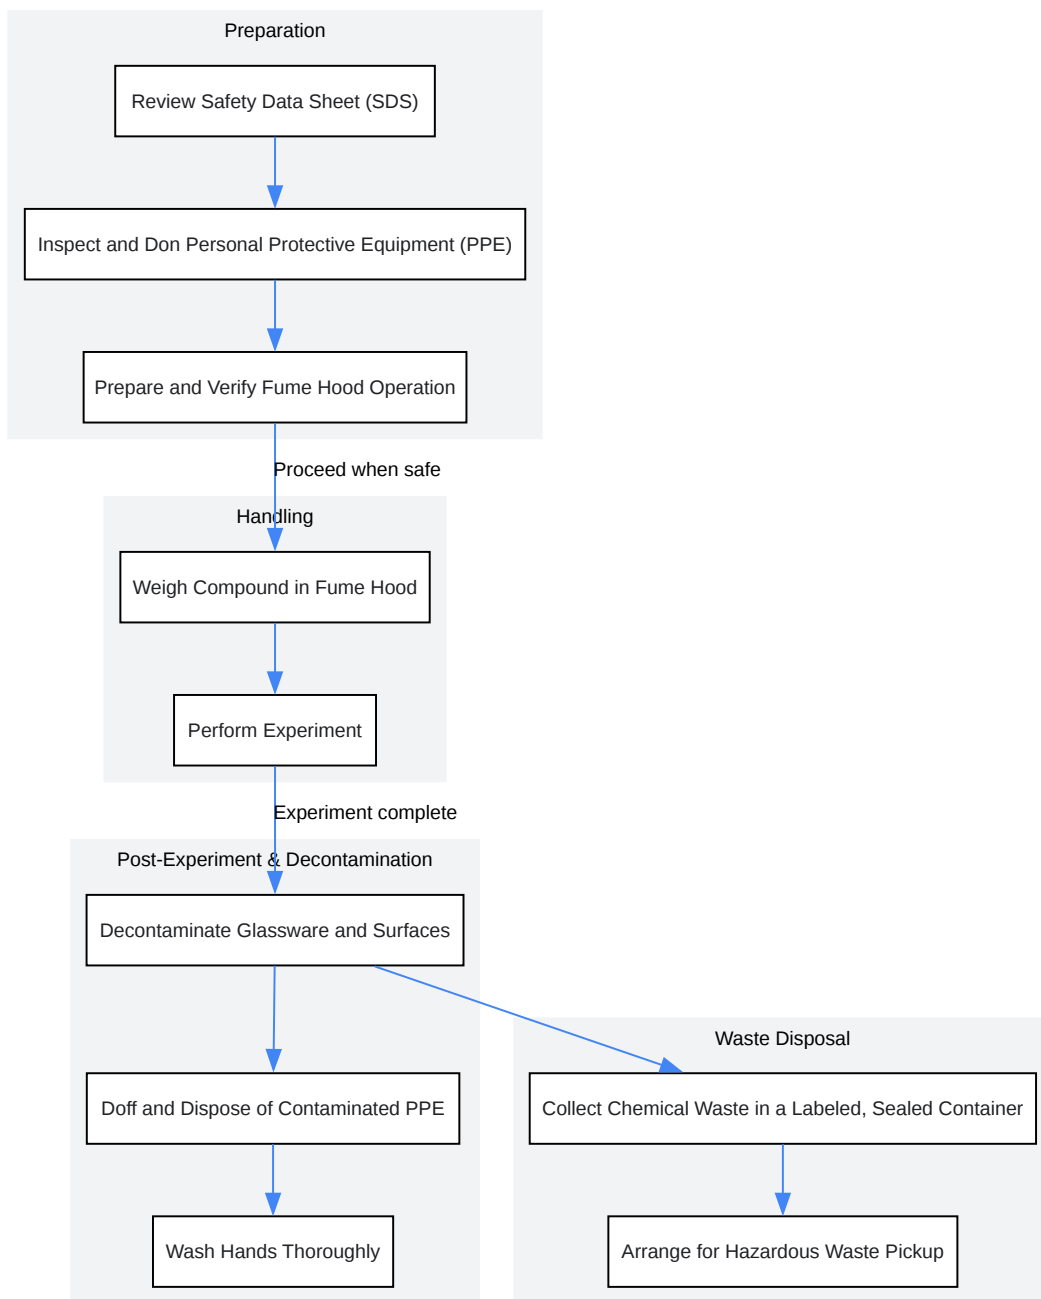 Preparation
Review Safety Data Sheet (SDS)
Inspect and Don Personal Protective Equipment (PPE)
Prepare and Verify Fume Hood Operation
Proceed when safe
Handling
Weigh Compound in Fume Hood
Perform Experiment
Experiment complete
Post-Experiment & Decontamination
Decontaminate Glassware and Surfaces
Doff and Dispose of Contaminated PPE
Wash Hands Thoroughly
Waste Disposal
Collect Chemical Waste in a Labeled, Sealed Container
Arrange for Hazardous Waste Pickup